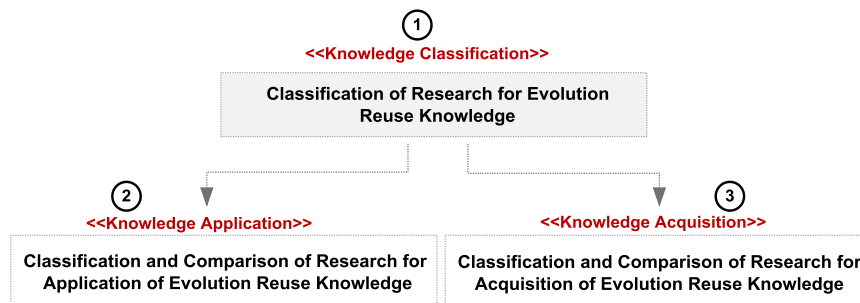 1
<<Knowledge Classification>>
Classification of Research for Evolution
Reuse Knowledge
2
<<Knowledge Application>>
Classification and Comparison of Research for
Application of Evolution Reuse Knowledge
3
<<Knowledge Acquisition>>
Classification and Comparison of Research for
Acquisition of Evolution Reuse Knowledge